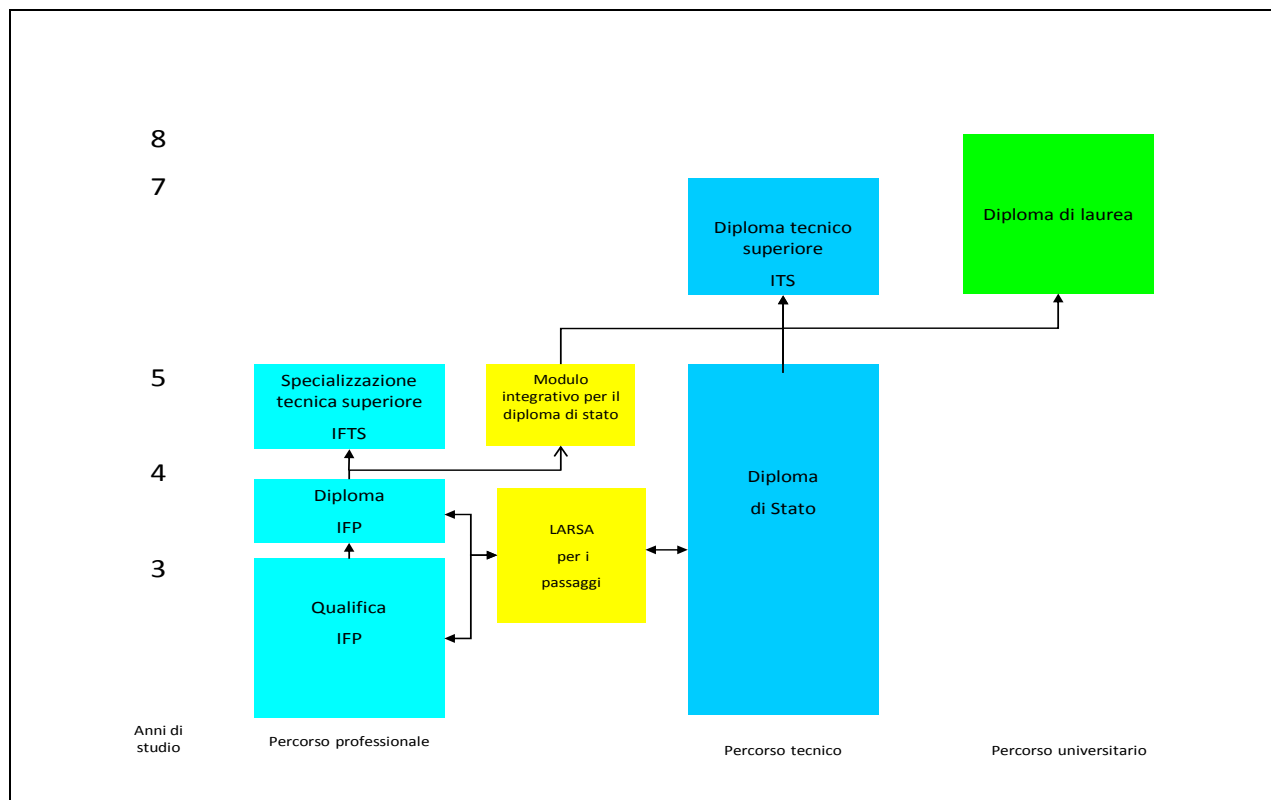 8
7
Diploma di laurea
Diploma tecnico
superiore
ITS
5
Specializzazione
tecnica superiore
IFTS
Modulo
integrativo per il
diploma di stato
4
Diploma
IFP
LARSA
per i
passaggi
Diploma
di Stato
3
Qualifica
IFP
Anni di
studio
Percorso professionale
Percorso tecnico
Percorso universitario